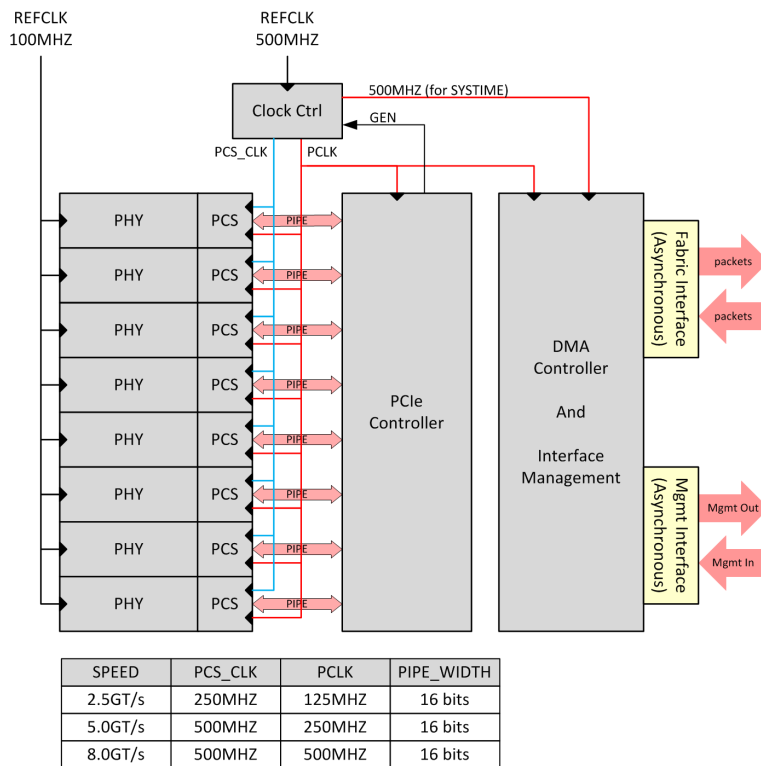 REFCLK
100MHZ
REFCLK
500MHZ
500MHZ (for SYSTIME)
Clock Ctrl
GEN
PCS_CLK
PCLK
PHY
PCS
PIPE
PHY
PCS
PIPE
PHY
PCS
PIPE
PHY
PCS
PIPE
PHY
PCS
PIPE
PHY
PCS
PIPE
PHY
PCS
PIPE
PHY
PCS
PIPE
PCIe
Controller
DMA
Controller
And
Interface
Management
Fabric Interface
(Asynchronous)
packets
packets
Mgmt Interface
(Asynchronous)
Mgmt Out
Mgmt In
SPEED PCS_CLK PCLK PIPE_WIDTH
2.5GT/s 250MHZ 125MHZ 16 bits
5.0GT/s 500MHZ 250MHZ 16 bits
8.0GT/s 500MHZ 500MHZ 16 bits